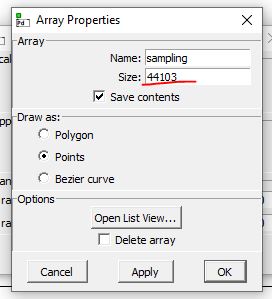 Array Properties
Array
Name: sampling
Size: 44103
Save contents
Draw as:
Polygon
Points
Bezier curve
Options
Open List View...
Delete array
Cancel Apply OK